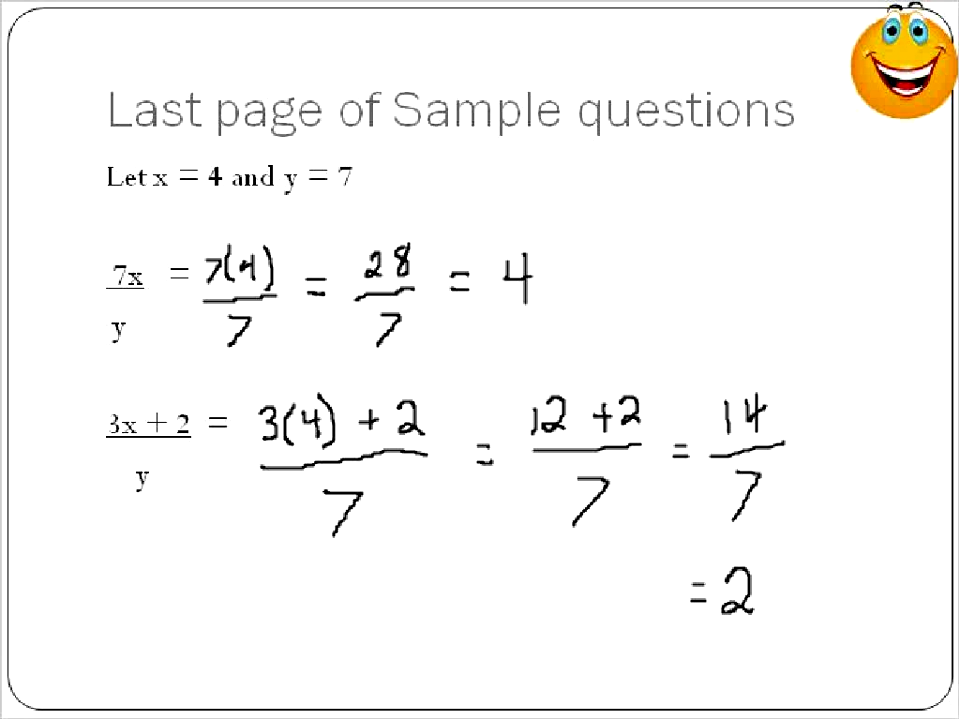 Last page of Sample questions
Let x = 4 and y = 7
7x = 7(4) = 28 = 4
y 7 7
3x + 2 = 3(4) + 2 = 12 + 2 = 14
y 7 7 7
= 2